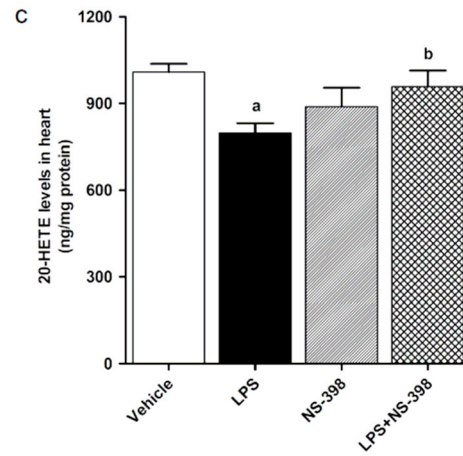 C
1200
900
600
300
0
20-HETE levels in heart
(ng/mg protein)
a
b
Vehicle
LPS
NS-398
LPS+NS-398